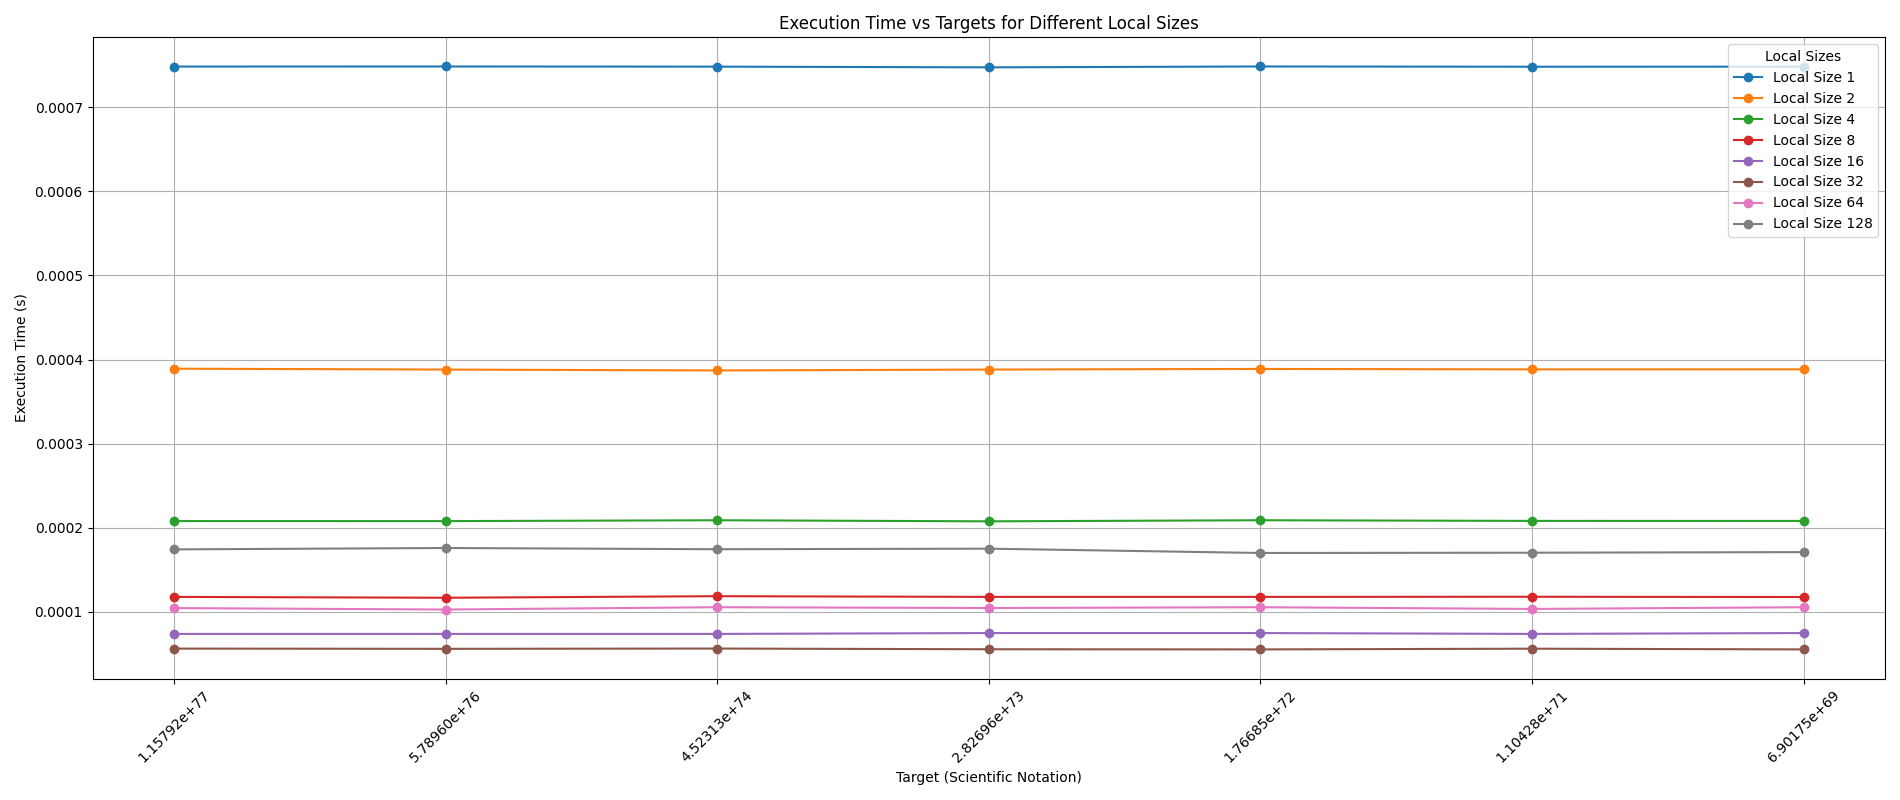 Execution Time vs Targets for Different Local Sizes
Local Sizes
Local Size 1
Local Size 2
Local Size 4
Local Size 8
Local Size 16
Local Size 32
Local Size 64
Local Size 128
Execution Time (s)
0.0007
0.0006
0.0005
0.0004
0.0003
0.0002
0.0001
1.15792e+77
5.78960e+76
4.52313e+74
2.82696e+73
1.76685e+72
1.10428e+71
6.90175e+69
Target (Scientific Notation)